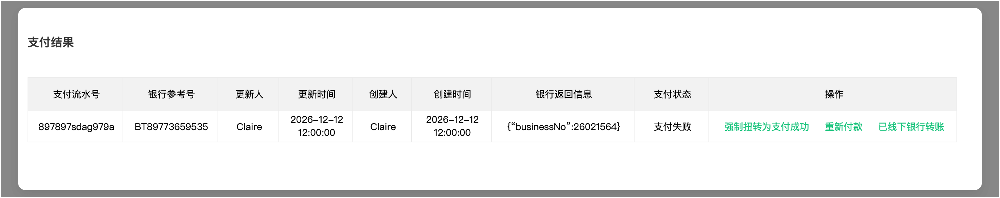 支付结果
支付流水号 银行参考号 更新人 更新时间 创建人 创建时间 银行返回信息 支付状态 操作
897897sdag979a BT89773659535 Claire 2026-12-12 12:00:00 Claire 2026-12-12 12:00:00 {“businessNo”:26021564} 支付失败 强制扭转为支付成功 重新付款 已线下银行转账